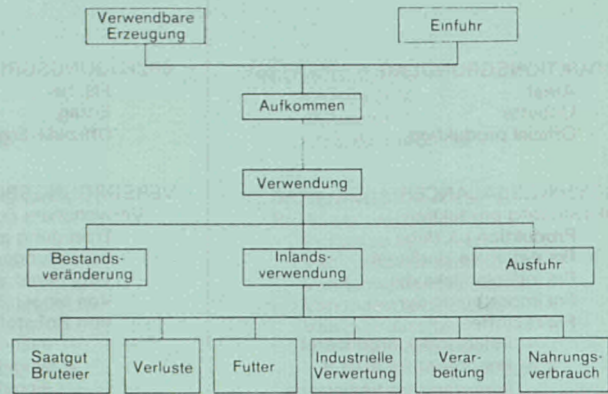 Verwendbare
Erzeugung
Einfuhr
Aufkommen
Verwendung
Bestands-
veränderung
Inlands-
verwendung
Ausfuhr
Saatgut
Bruteier
Verluste
Futter
Industrielle
Verwertung
Verar-
beitung
Nahrungs-
verbrauch